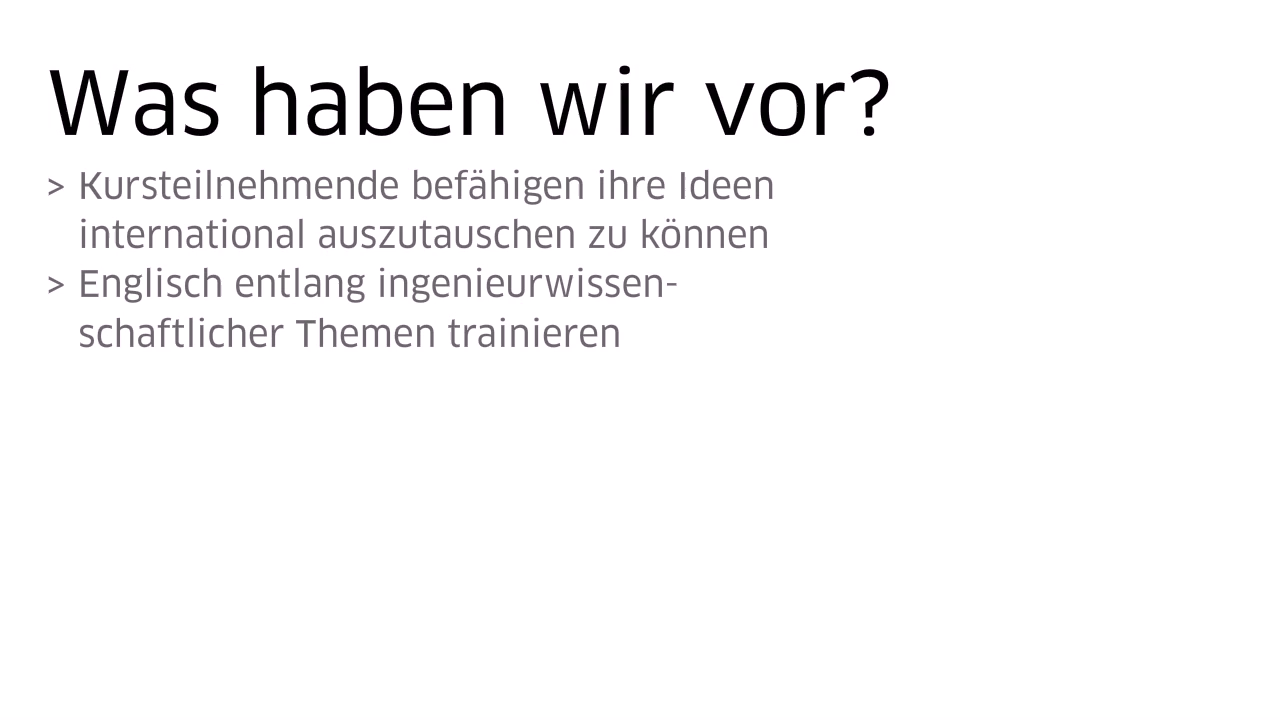 Was haben wir vor?
> Kursteilnehmende befähigen ihre Ideen
international auszutauschen zu können
> Englisch entlang ingenieurwissen-
schaftlicher Themen trainieren